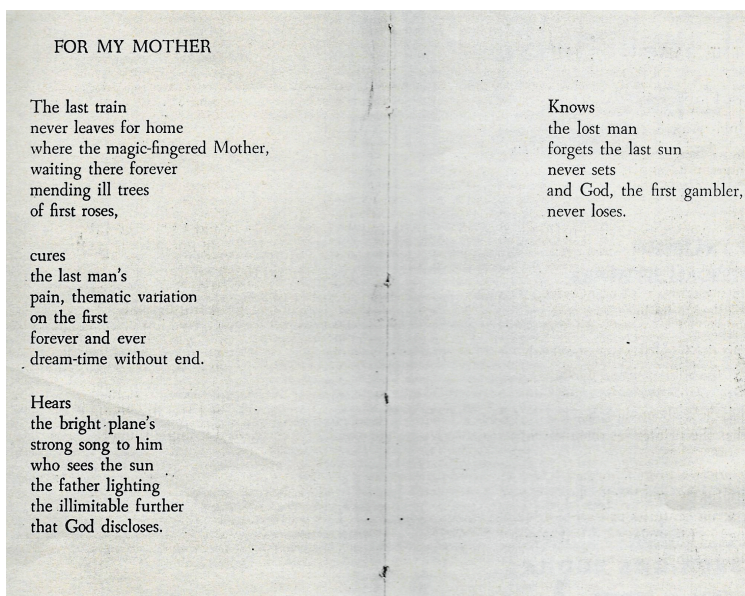 FOR MY MOTHER
The last train
never leaves for home
where the magic-fingered Mother,
waiting there forever
mending ill trees
of first roses,
cures
the last man's
pain, thematic variation
on the first
forever and ever
dream-time without end.
Hears
the bright plane's
strong song to him
who sees the sun
the father lighting
the illimitable further
that God discloses.
Knows
the lost man
forgets the last sun
never sets
and God, the first gambler,
never loses.